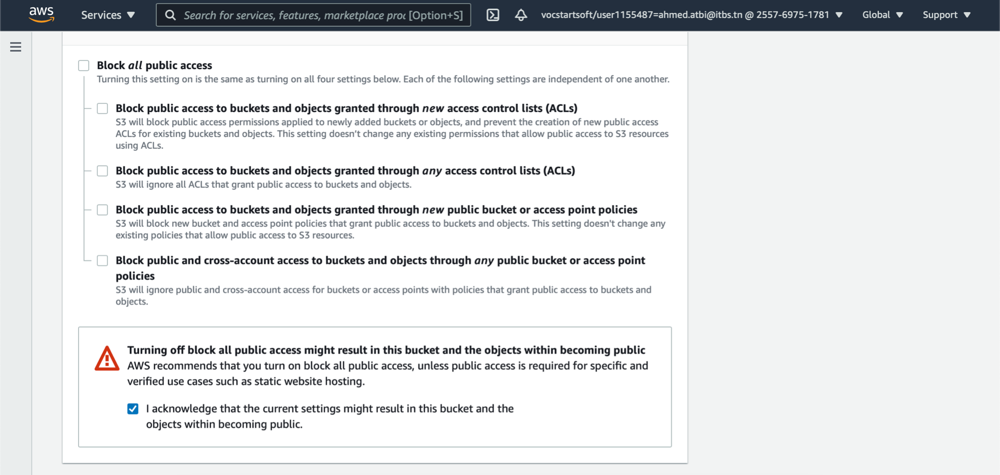 aws Services ▼ Search for services, features, marketplace proc [Option+S] vocstartsoft/user1155487=ahmed.atbi@itbs.tn @ 2557-6975-1781 ▼ Global ▼ Support ▼
Block all public access
Turning this setting on is the same as turning on all four settings below. Each of the following settings are independent of one another.
Block public access to buckets and objects granted through new access control lists (ACLs)
S3 will block public access permissions applied to newly added buckets or objects, and prevent the creation of new public access
ACLs for existing buckets and objects. This setting doesn’t change any existing permissions that allow public access to S3 resources
using ACLs.
Block public access to buckets and objects granted through any access control lists (ACLs)
S3 will ignore all ACLs that grant public access to buckets and objects.
Block public access to buckets and objects granted through new public bucket or access point policies
S3 will block new bucket and access point policies that grant public access to buckets and objects. This setting doesn't change any
existing policies that allow public access to S3 resources.
Block public and cross-account access to buckets and objects through any public bucket or access point
policies
S3 will ignore public and cross-account access for buckets or access points with policies that grant public access to buckets and
objects.
Turning off block all public access might result in this bucket and the objects within becoming public
AWS recommends that you turn on block all public access, unless public access is required for specific and
verified use cases such as static website hosting.
I acknowledge that the current settings might result in this bucket and the
objects within becoming public.